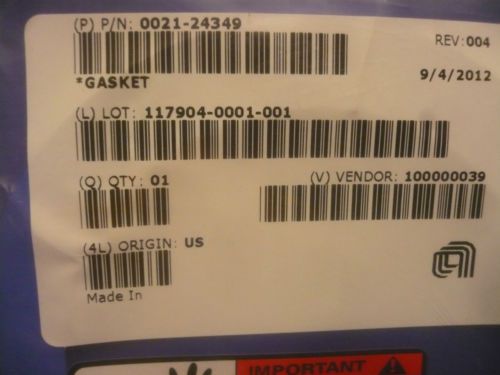 (P) P/N: 0021-24349
REV: 004
*GASKET
9/4/2012
(L) LOT: 117904-0001-001
(Q) QTY: 01
(V) VENDOR: 100000039
(4L) ORIGIN: US
Made In
IMPORTANT